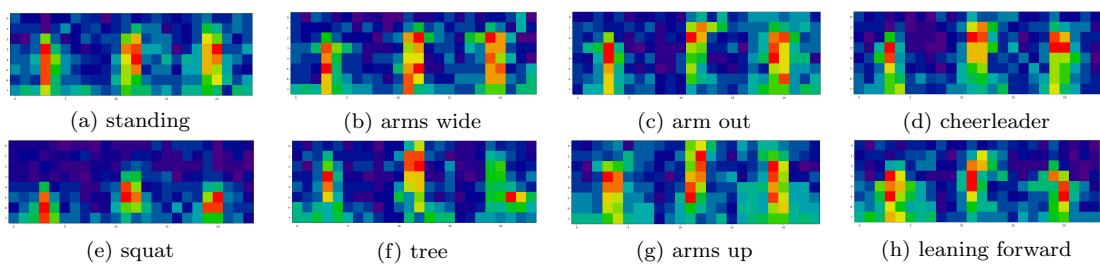 (a) standing
(b) arms wide
(c) arm out
(d) cheerleader
(e) squat
(f) tree
(g) arms up
(h) leaning forward